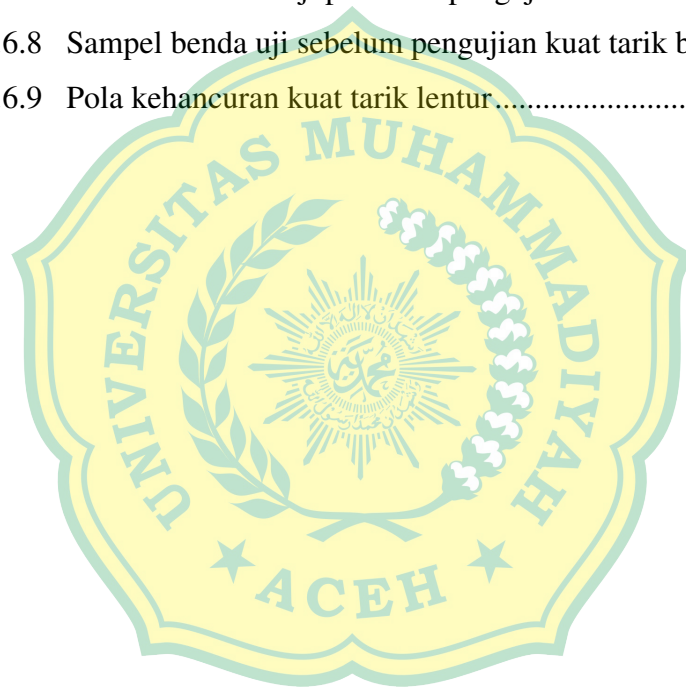 6.8 Sampel benda uji sebelum pengujian kuat tarik b
6.9 Pola kehancuran kuat tarik lentur......................
UNIVERSITAS MUHAMMADIYAH
محمد
ACEH